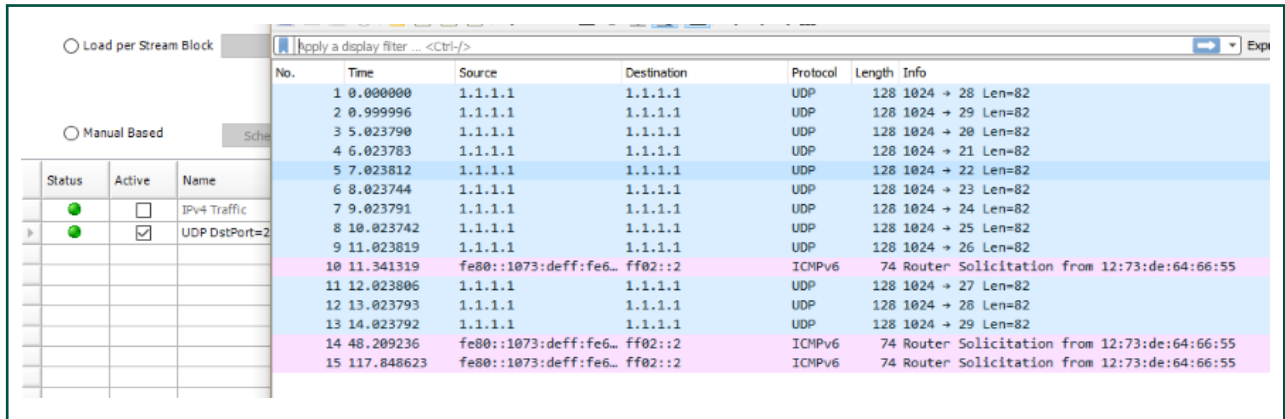 Load per Stream Block
Apply a display filter ... <Ctrl-/>
Expr
No. Time Source Destination Protocol Length Info
1 0.000000 1.1.1.1 1.1.1.1 UDP 128 1024 → 28 Len=82
2 0.999996 1.1.1.1 1.1.1.1 UDP 128 1024 → 29 Len=82
Manual Based
Sche
3 5.023790 1.1.1.1 1.1.1.1 UDP 128 1024 → 20 Len=82
4 6.023783 1.1.1.1 1.1.1.1 UDP 128 1024 → 21 Len=82
Status Active Name
5 7.023812 1.1.1.1 1.1.1.1 UDP 128 1024 → 22 Len=82
6 8.023744 1.1.1.1 1.1.1.1 UDP 128 1024 → 23 Len=82
IPv4 Traffic
7 9.023791 1.1.1.1 1.1.1.1 UDP 128 1024 → 24 Len=82
UDP DstPort=2
8 10.023742 1.1.1.1 1.1.1.1 UDP 128 1024 → 25 Len=82
9 11.023819 1.1.1.1 1.1.1.1 UDP 128 1024 → 26 Len=82
10 11.341319 fe80::1073:deff:fe6… ff02::2 ICMPv6 74 Router Solicitation from 12:73:de:64:66:55
11 12.023806 1.1.1.1 1.1.1.1 UDP 128 1024 → 27 Len=82
12 13.023793 1.1.1.1 1.1.1.1 UDP 128 1024 → 28 Len=82
13 14.023792 1.1.1.1 1.1.1.1 UDP 128 1024 → 29 Len=82
14 48.209236 fe80::1073:deff:fe6… ff02::2 ICMPv6 74 Router Solicitation from 12:73:de:64:66:55
15 117.848623 fe80::1073:deff:fe6… ff02::2 ICMPv6 74 Router Solicitation from 12:73:de:64:66:55